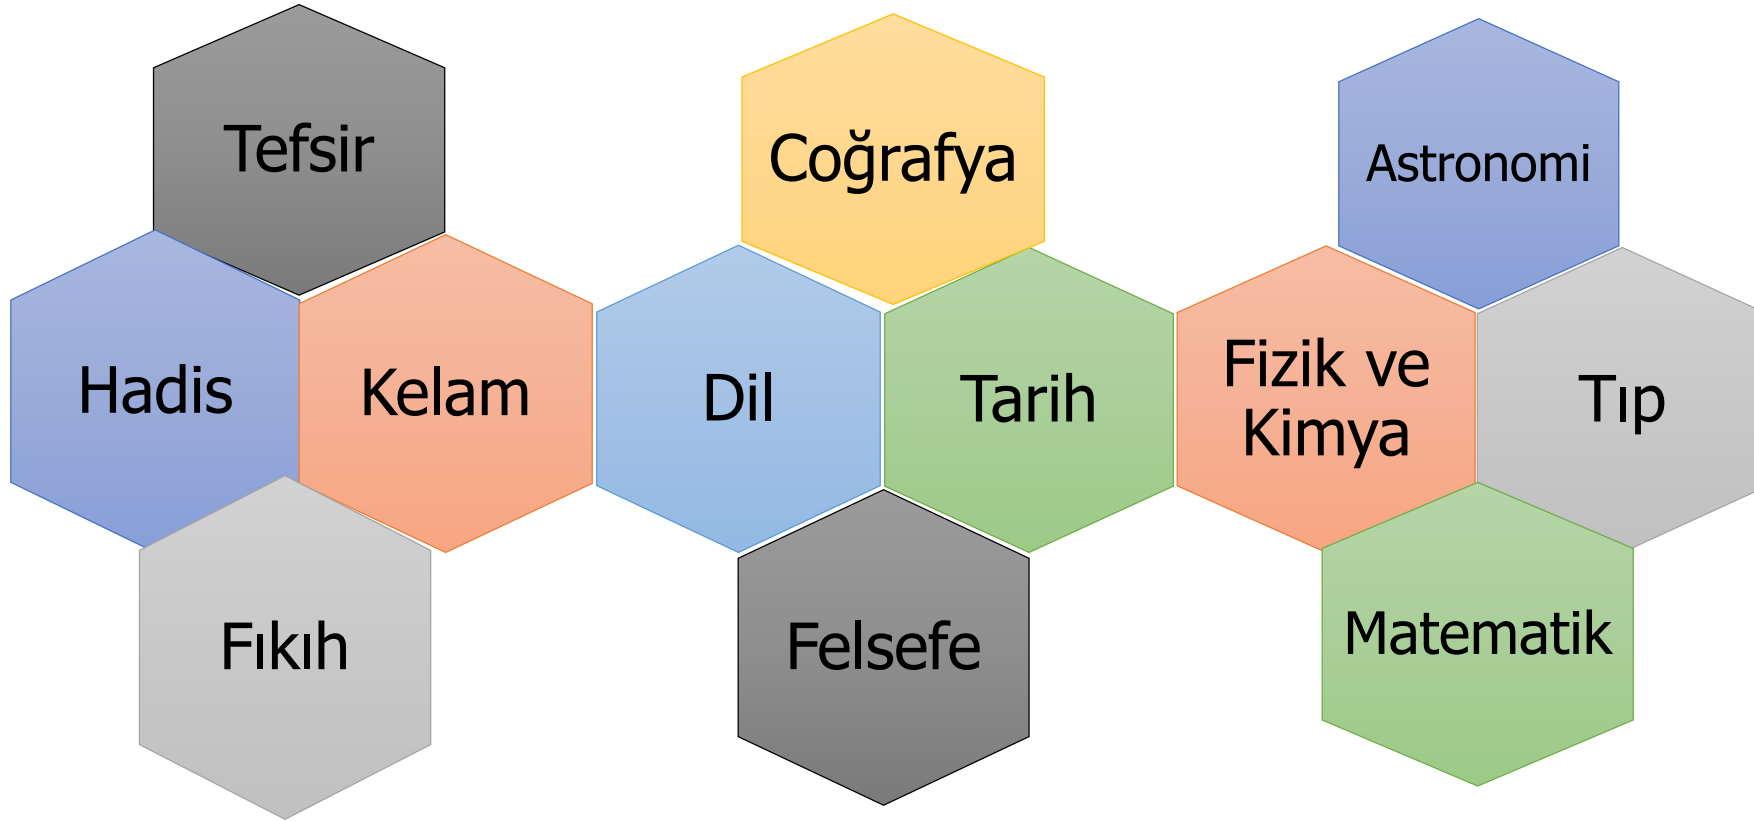 Tefsir
Coğrafya
Astronomi
Hadis
Kelam
Dil
Tarih
Fizik ve
Kimya
Tıp
Fıkıh
Felsefe
Matematik